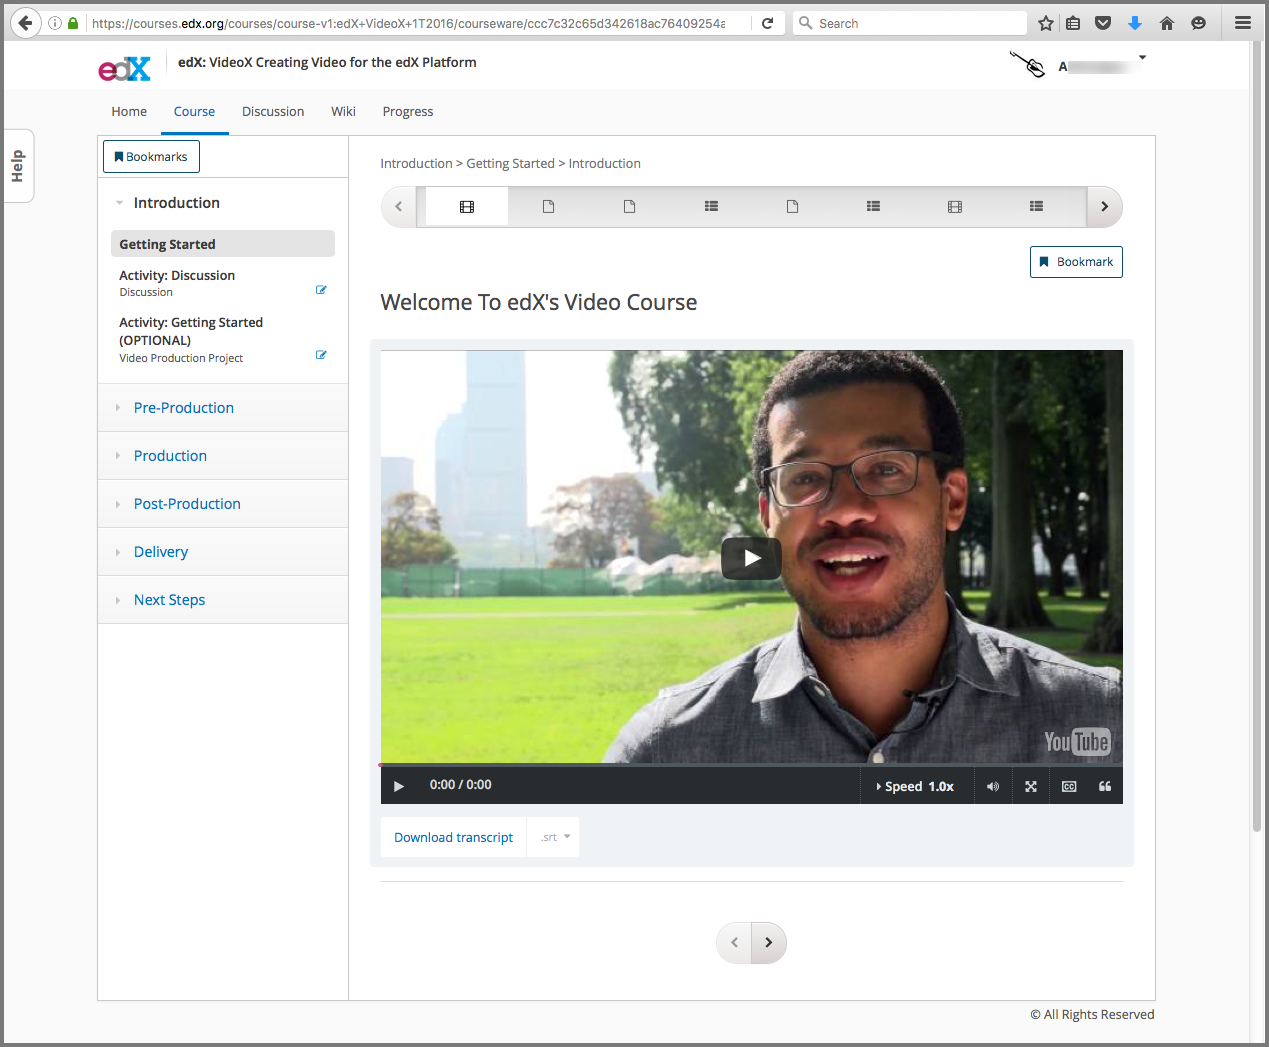 https://courses.edx.org/courses/course-v1:edX+VideoX+1T2016/courseware/ccc7c32c65d342618ac76409254a
Search
edX
edX: VideoX Creating Video for the edX Platform
A
Home Course Discussion Wiki Progress
Help
Bookmarks
Introduction
Getting Started
Activity: Discussion
Discussion
Activity: Getting Started
(OPTIONAL)
Video Production Project
Pre-Production
Production
Post-Production
Delivery
Next Steps
Introduction > Getting Started > Introduction
Bookmark
Welcome To edX's Video Course
YouTube
0:00 / 0:00
Speed 1.0x
CC
Download transcript
.srt
© All Rights Reserved